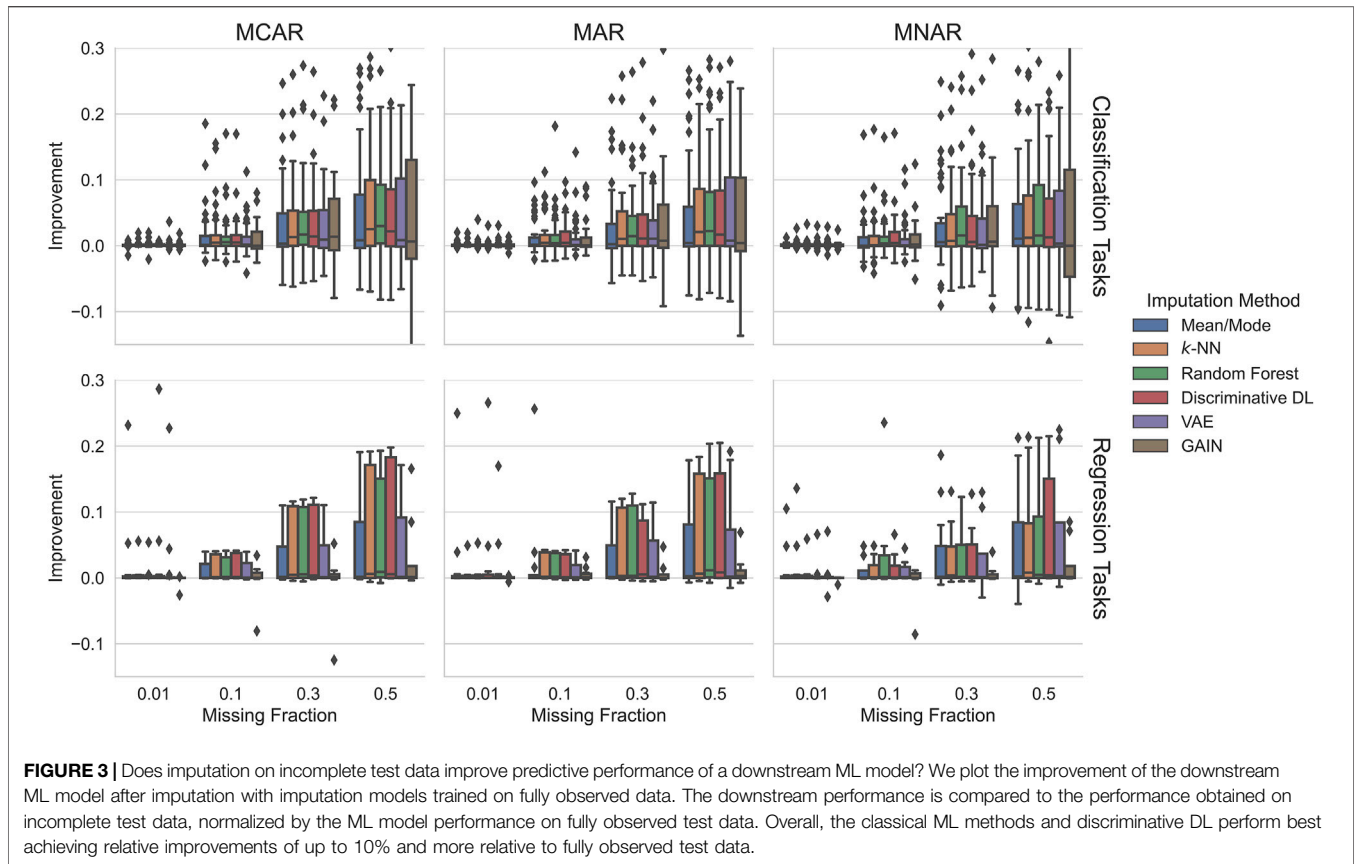 MCAR
MAR
MNAR
0.3
0.2
0.1
0.0
−0.1
Improvement
Classification Tasks
0.3
0.2
0.1
0.0
−0.1
Improvement
Regression Tasks
0.01 0.1 0.3 0.5
Missing Fraction
0.01 0.1 0.3 0.5
Missing Fraction
0.01 0.1 0.3 0.5
Missing Fraction
Imputation Method
Mean/Mode
k-NN
Random Forest
Discriminative DL
VAE
GAIN
FIGURE 3 | Does imputation on incomplete test data improve predictive performance of a downstream ML model? We plot the improvement of the downstream
ML model after imputation with imputation models trained on fully observed data. The downstream performance is compared to the performance obtained on
incomplete test data, normalized by the ML model performance on fully observed test data. Overall, the classical ML methods and discriminative DL perform best
achieving relative improvements of up to 10% and more relative to fully observed test data.